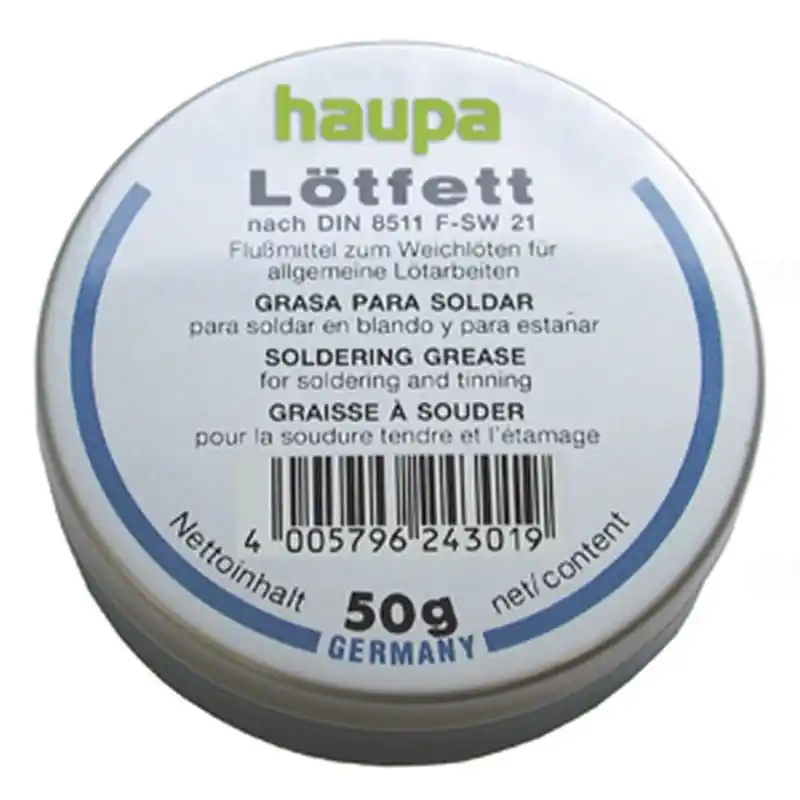 haupa
Lötfett
nach DIN 8511 F-SW 21
Flußmittel zum Weichlöten für
allgemeine Lötarbeiten
GRASA PARA SOLDAR
para soldar en blando y para estañar
SOLDERING GREASE
for soldering and tinning
GRAISSE À SOUDER
pour la soudure tendre et l'étamage
4 005796 243019
Nettoinhalt 50g net/content
GERMANY